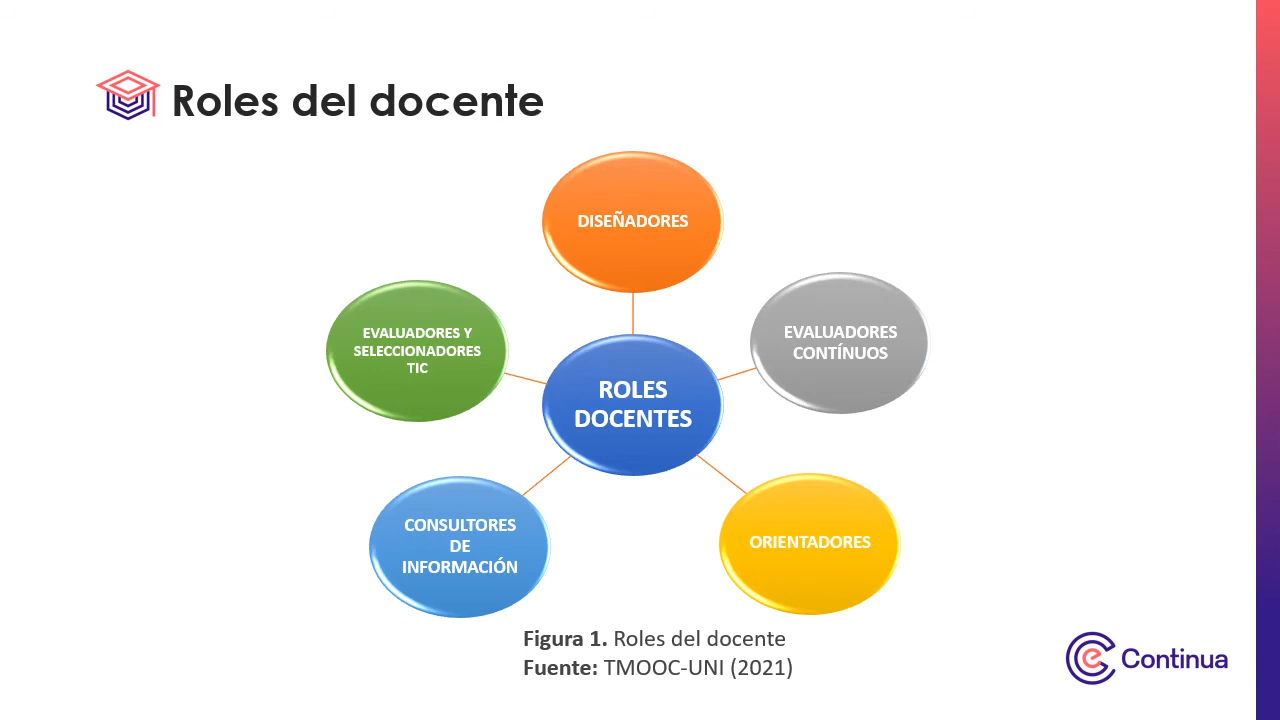 Roles del docente
DISEÑADORES
EVALUADORES
CONTÍNUOS
EVALUADORES Y
SELECCIONADORES
TIC
ROLES
DOCENTES
CONSULTORES
DE
INFORMACIÓN
ORIENTADORES
Figura 1. Roles del docente
Fuente: TMOOC-UNI (2021)
e Continua